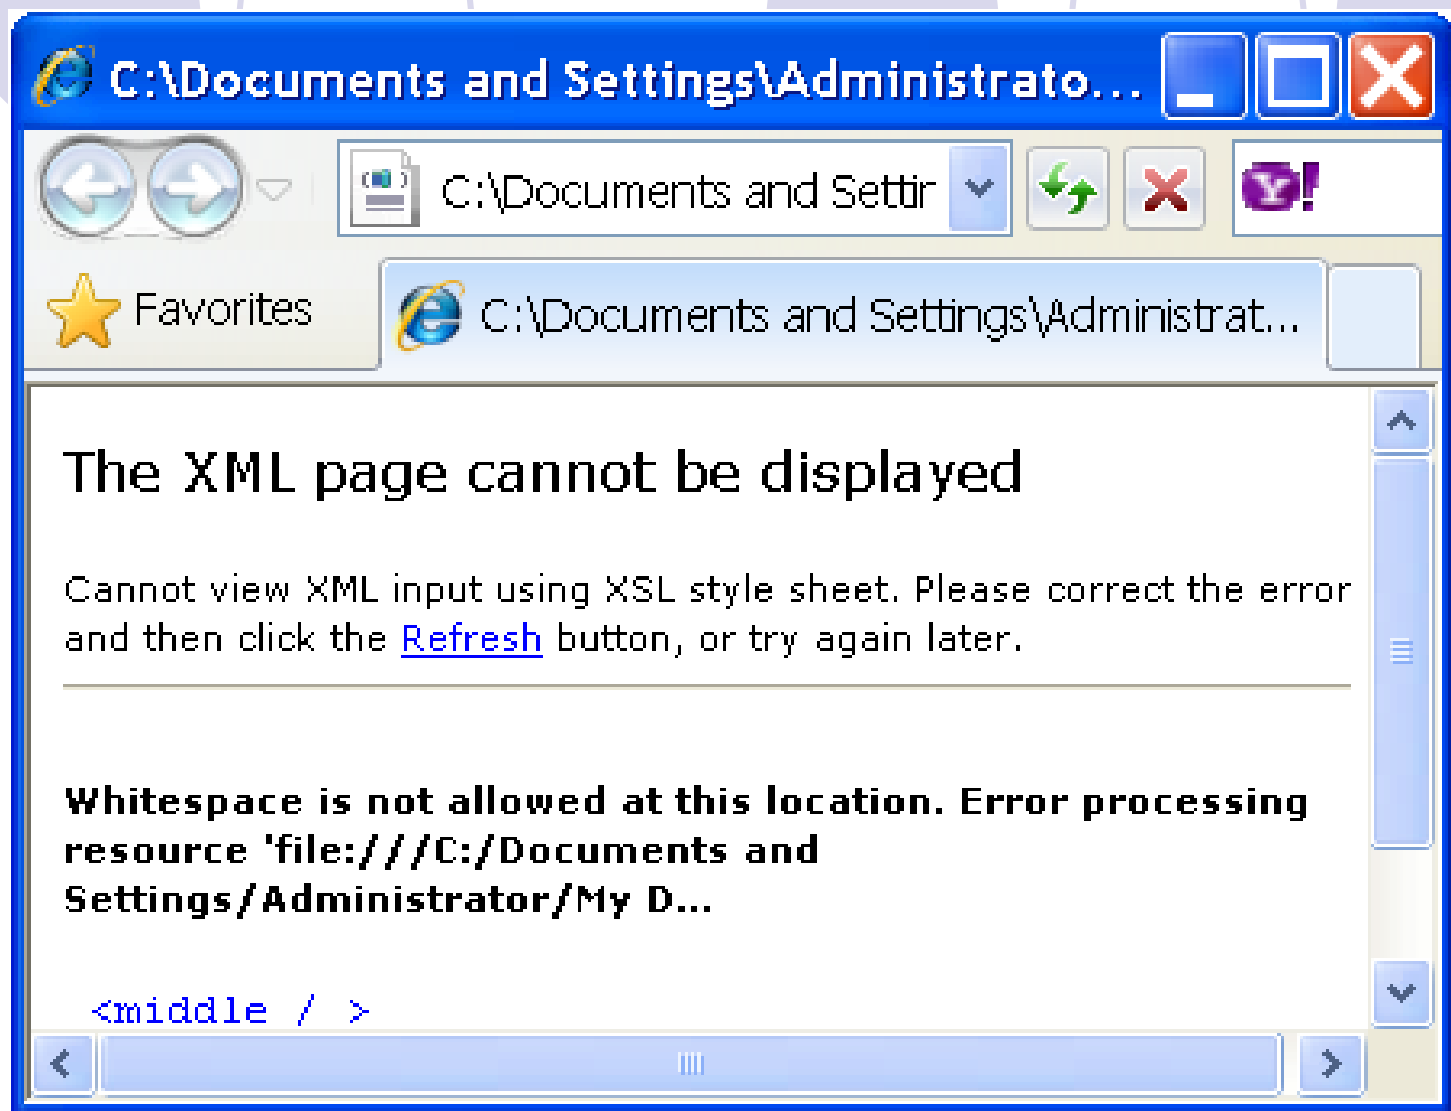 C:\Documents and Settings\Administrato...
C:\Documents and Settir
Y!
Favorites
C:\Documents and Settings\Administrat...
The XML page cannot be displayed
Cannot view XML input using XSL style sheet. Please correct the error
and then click the Refresh button, or try again later.
Whitespace is not allowed at this location. Error processing
resource 'file:///C:/Documents and
Settings/Administrator/My D...
<middle / >